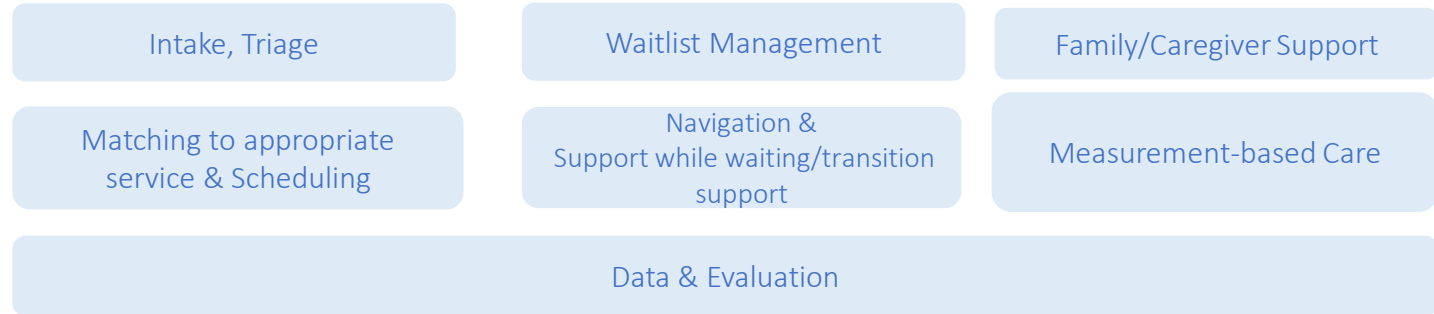 Intake, Triage
Waitlist Management
Family/Caregiver Support
Matching to appropriate
service & Scheduling
Navigation &
Support while waiting/transition
support
Measurement-based Care
Data & Evaluation